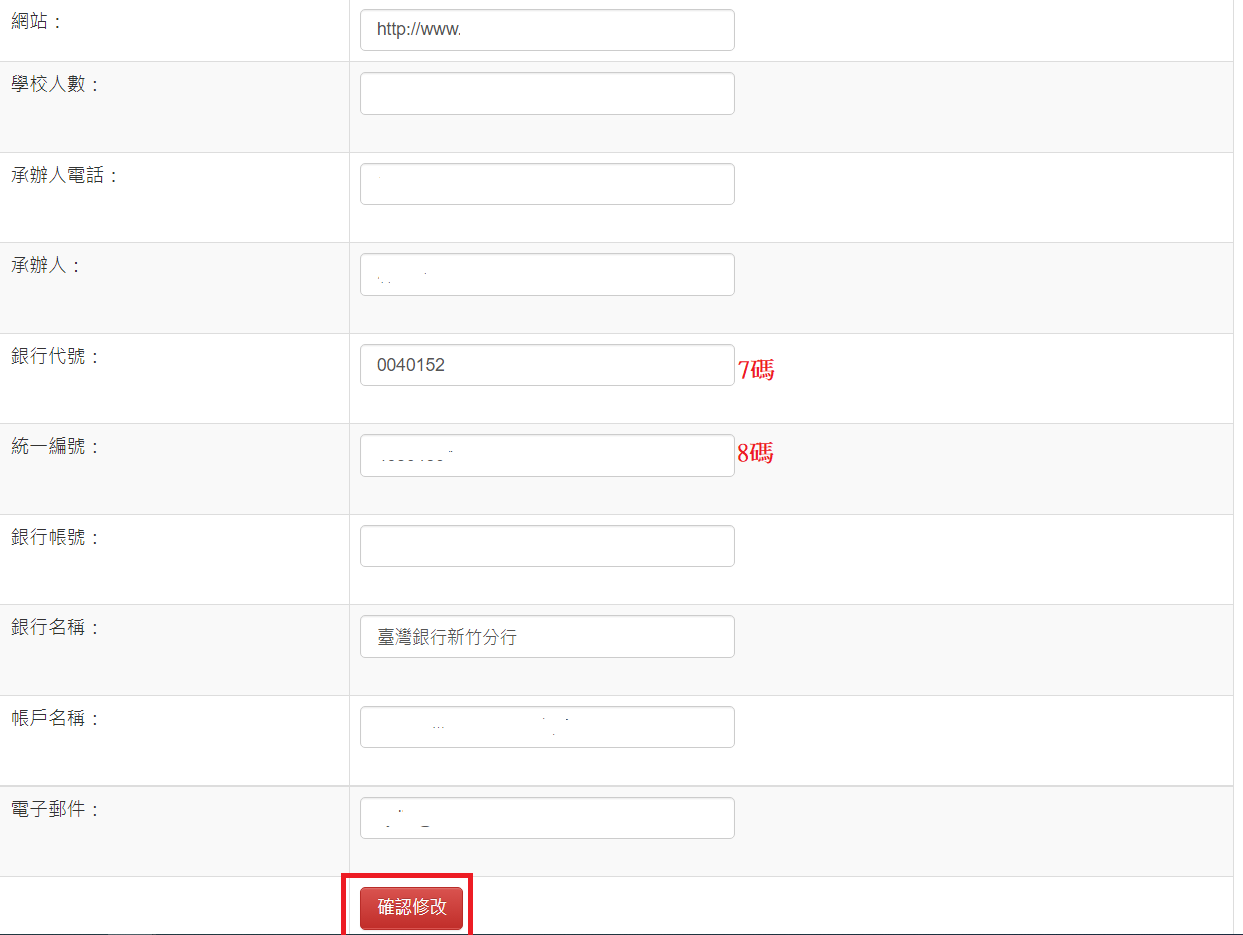 網站：
http://www.
學校人數：
承辦人電話：
承辦人：
銀行代號：
0040152
7碼
統一編號：
8碼
銀行帳號：
銀行名稱：
臺灣銀行新竹分行
帳戶名稱：
電子郵件：
確認修改